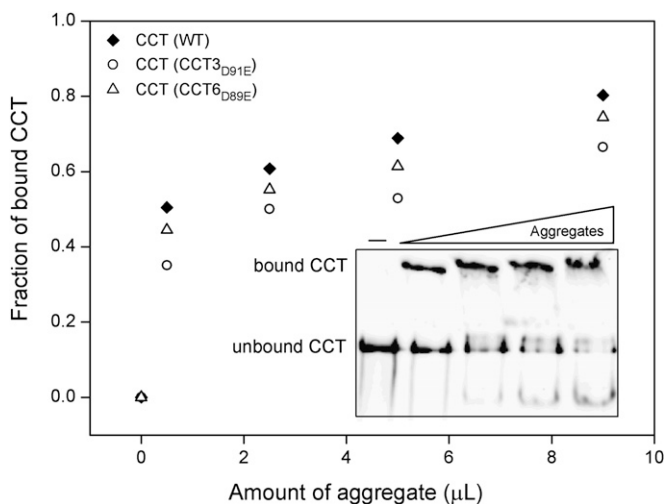 1.0
0.8
0.6
0.4
0.2
0.0
Fraction of bound CCT
CCT (WT)
CCT (CCT3D91E)
CCT (CCT6D89E)
—
Aggregates
bound CCT
unbound CCT
0 2 4 6 8 10
Amount of aggregate (μL)